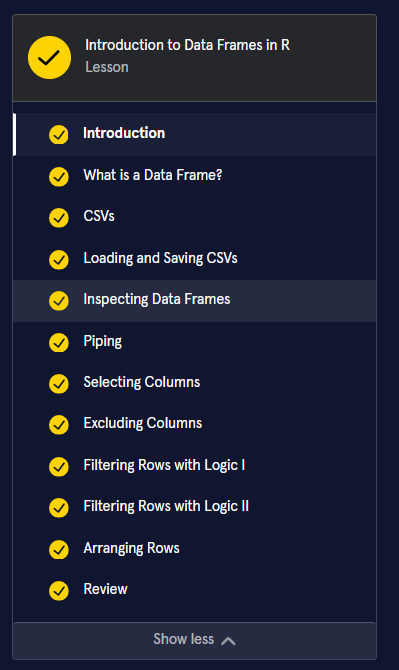 Introduction to Data Frames in R
Lesson
Introduction
What is a Data Frame?
CSVs
Loading and Saving CSVs
Inspecting Data Frames
Piping
Selecting Columns
Excluding Columns
Filtering Rows with Logic I
Filtering Rows with Logic II
Arranging Rows
Review
Show less